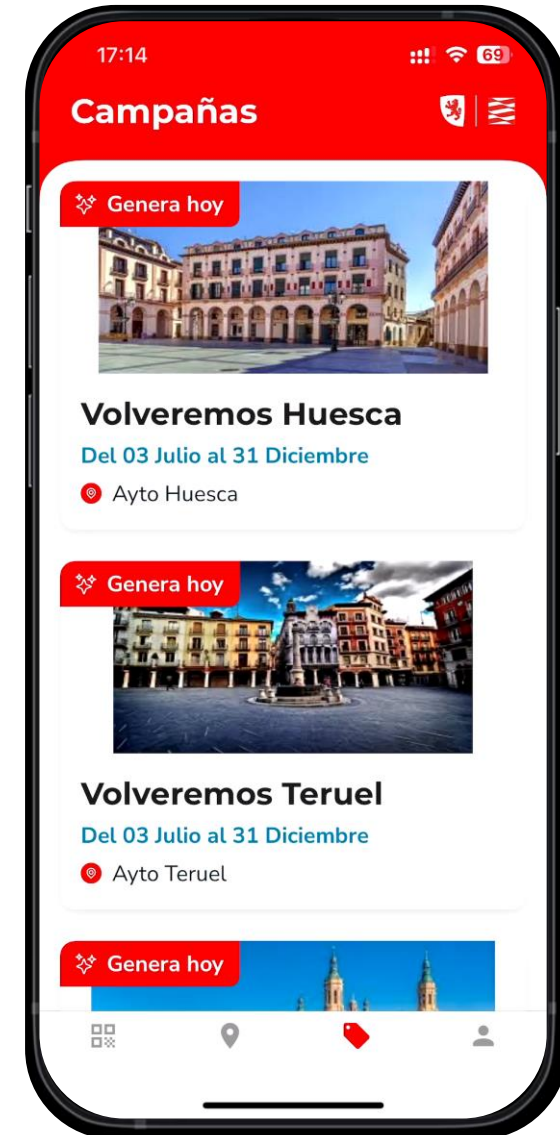 17:14
69
Campañas
Genera hoy
Volveremos Huesca
Del 03 Julio al 31 Diciembre
Ayto Huesca
Genera hoy
Volveremos Teruel
Del 03 Julio al 31 Diciembre
Ayto Teruel
Genera hoy